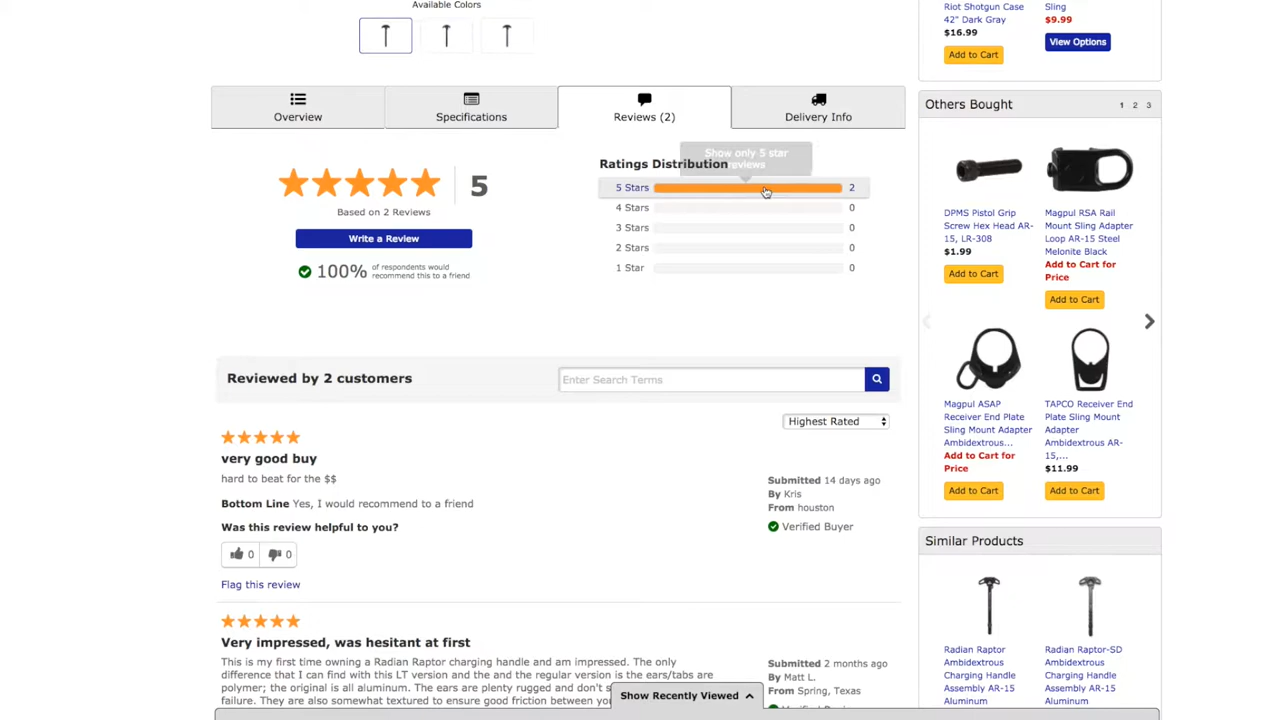 Available Colors
Overview
Specifications
Reviews (2)
Delivery Info
5
Based on 2 Reviews
Write a Review
100% of respondents would
recommend this to a friend
Ratings Distribution
Show only 5 star
reviews
5 Stars 2
4 Stars 0
3 Stars 0
2 Stars 0
1 Star 0
Reviewed by 2 customers
Enter Search Terms
Highest Rated
very good buy
hard to beat for the $$
Bottom Line Yes, I would recommend to a friend
Was this review helpful to you?
0 0
Flag this review
Submitted 14 days ago
By Kris
From houston
Verified Buyer
Very impressed, was hesitant at first
This is my first time owning a Radian Raptor charging handle and am impressed. The only
difference that I can find with this LT version and the and the regular version is the ears/tabs are
polymer; the original is all aluminum. The ears are plenty rugged and don't s
failure. They are also somewhat textured to ensure good friction between you
Submitted 2 months ago
By Matt L.
From Spring, Texas
Show Recently Viewed
Riot Shotgun Case
42" Dark Gray
$16.99
Add to Cart
Sling
$9.99
View Options
Others Bought
1 2 3
DPMS Pistol Grip
Screw Hex Head AR-
15, LR-308
$1.99
Add to Cart
Magpul RSA Rail
Mount Sling Adapter
Loop AR-15 Steel
Melonite Black
Add to Cart for
Price
Add to Cart
Magpul ASAP
Receiver End Plate
Sling Mount Adapter
Ambidextrous...
Add to Cart for
Price
Add to Cart
TAPCO Receiver End
Plate Sling Mount
Adapter
Ambidextrous AR-
15,...
$11.99
Add to Cart
Similar Products
Radian Raptor
Ambidextrous
Charging Handle
Assembly AR-15
Aluminum
Radian Raptor-SD
Ambidextrous
Charging Handle
Assembly AR-15
Aluminum